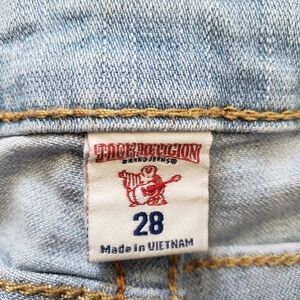 TRUE RELIGION
BRAND JEANS®
28
Made in VIETNAM